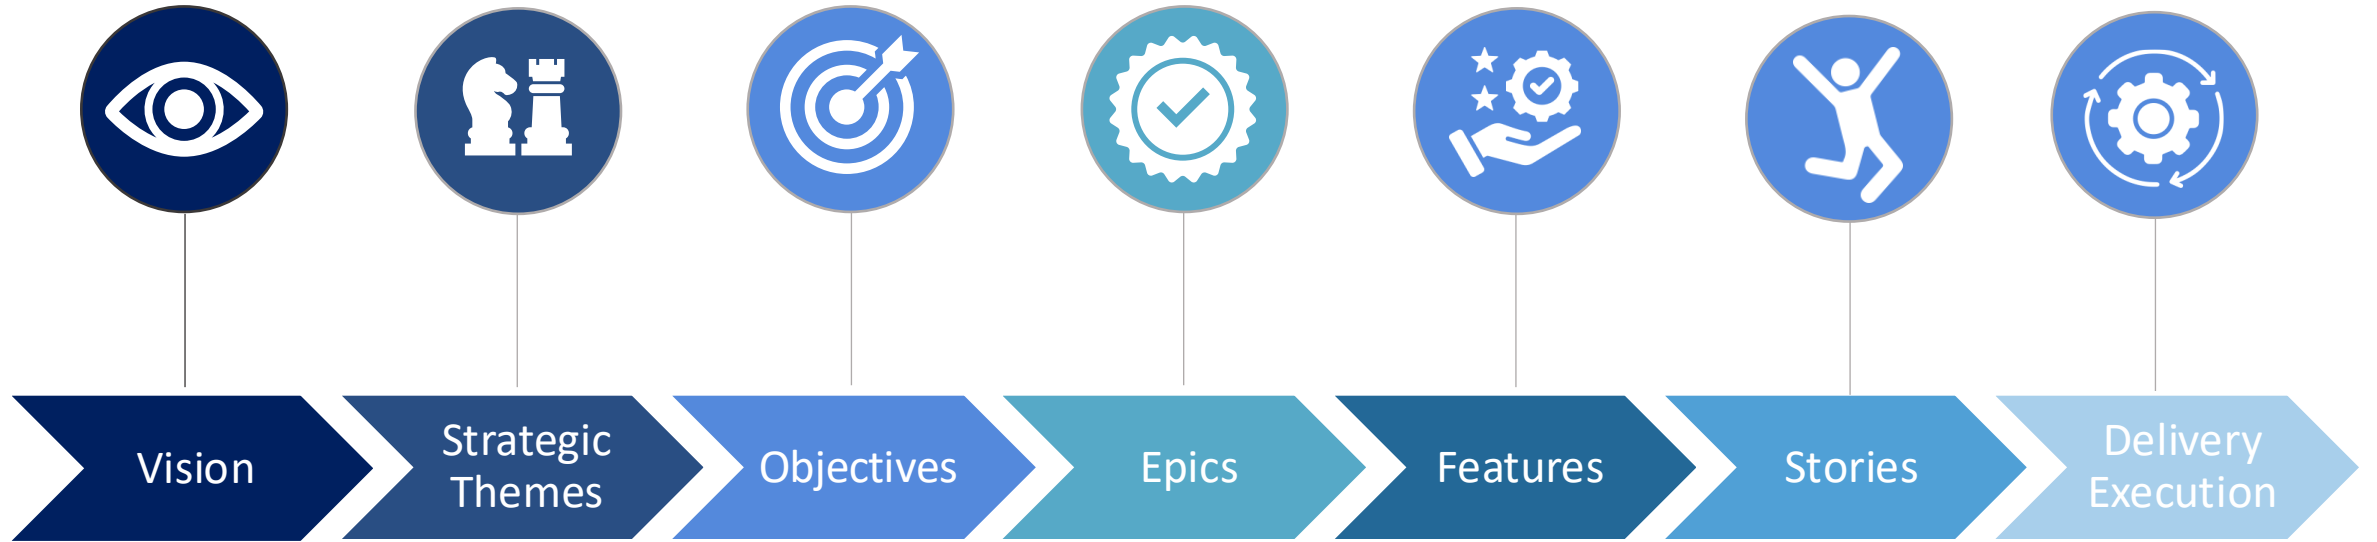 Vision
Strategic
Themes
Objectives
Epics
Features
Stories
Delivery
Execution